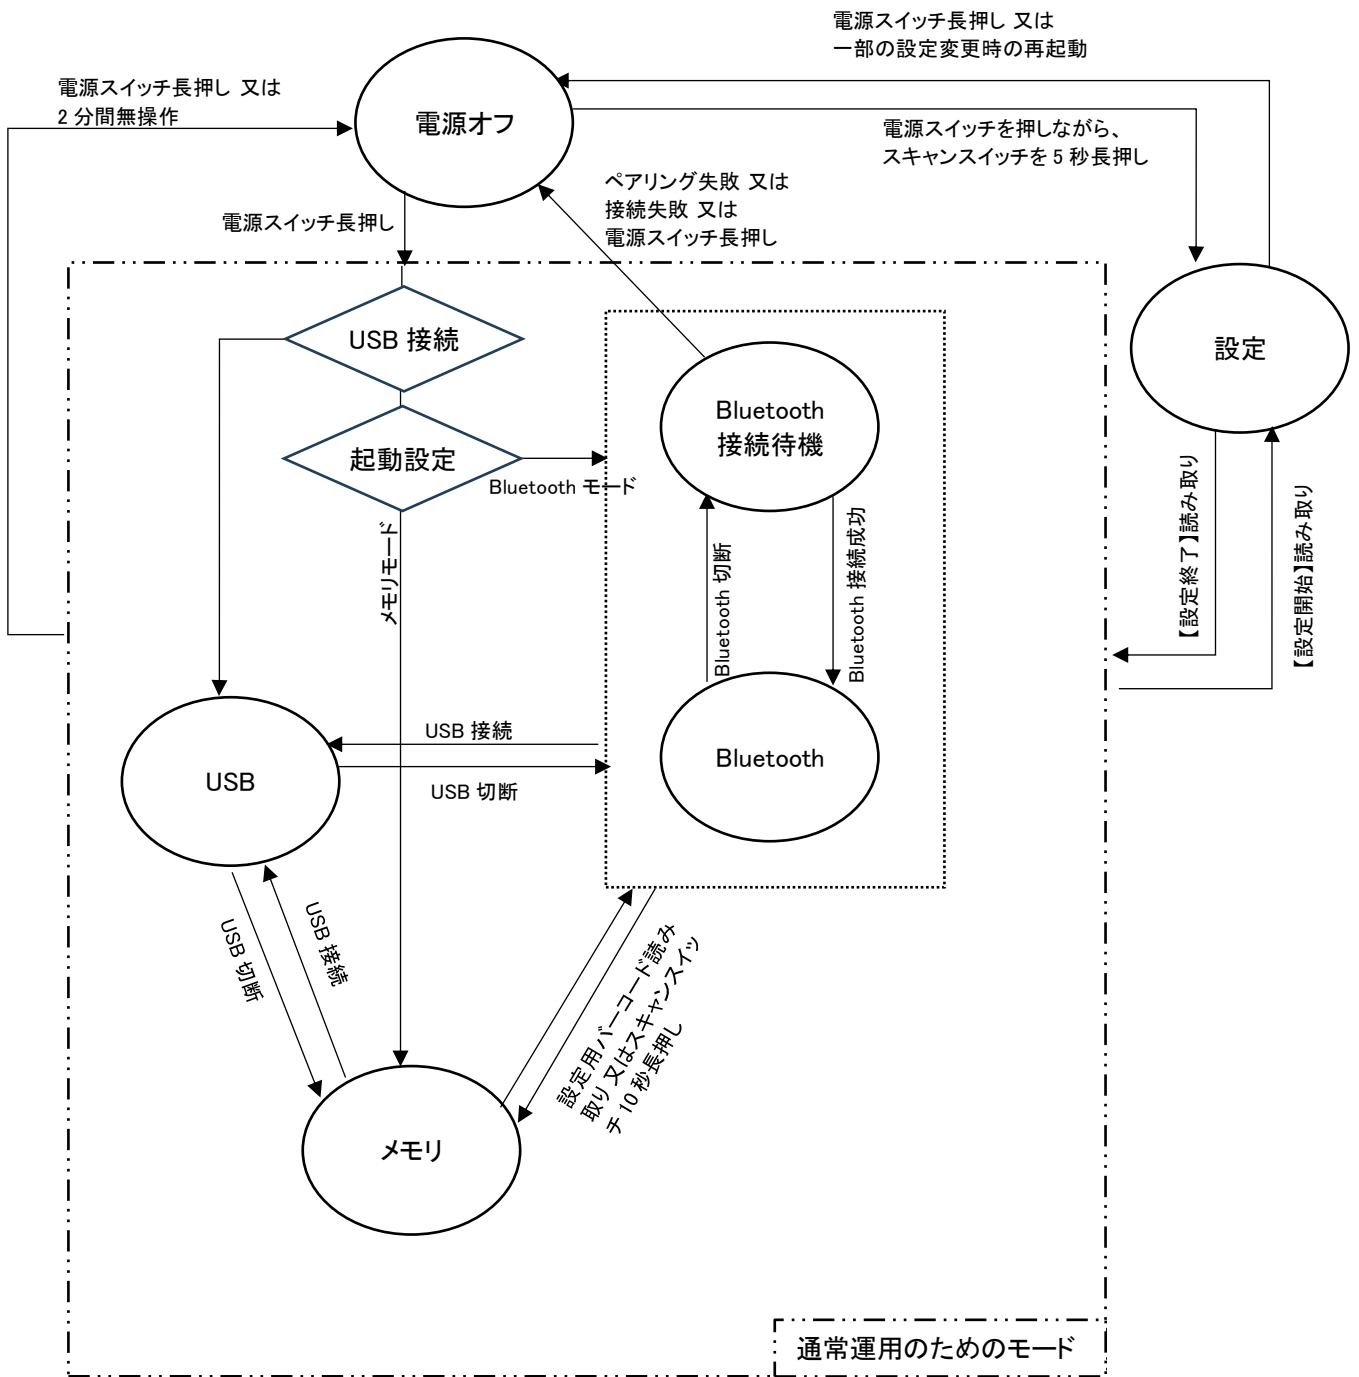 電源スイッチ長押し 又は
一部の設定変更時の再起動
電源スイッチ長押し 又は
2 分間無操作
電源オフ
電源スイッチを押しながら、
スキャンスイッチを 5 秒長押し
ペアリング失敗 又は
接続失敗 又は
電源スイッチ長押し
電源スイッチ長押し
USB 接続
設定
Bluetooth
接続待機
起動設定
Bluetooth モード
メモリモード
Bluetooth 切断
Bluetooth 接続成功
【設定終了】読み取り
【設定開始】読み取り
USB 接続
USB
USB 切断
Bluetooth
USB 切断
USB 接続
設定用バーコード読み
取り 又はスキャンスイッ
チ 10 秒長押し
メモリ
通常運用のためのモード